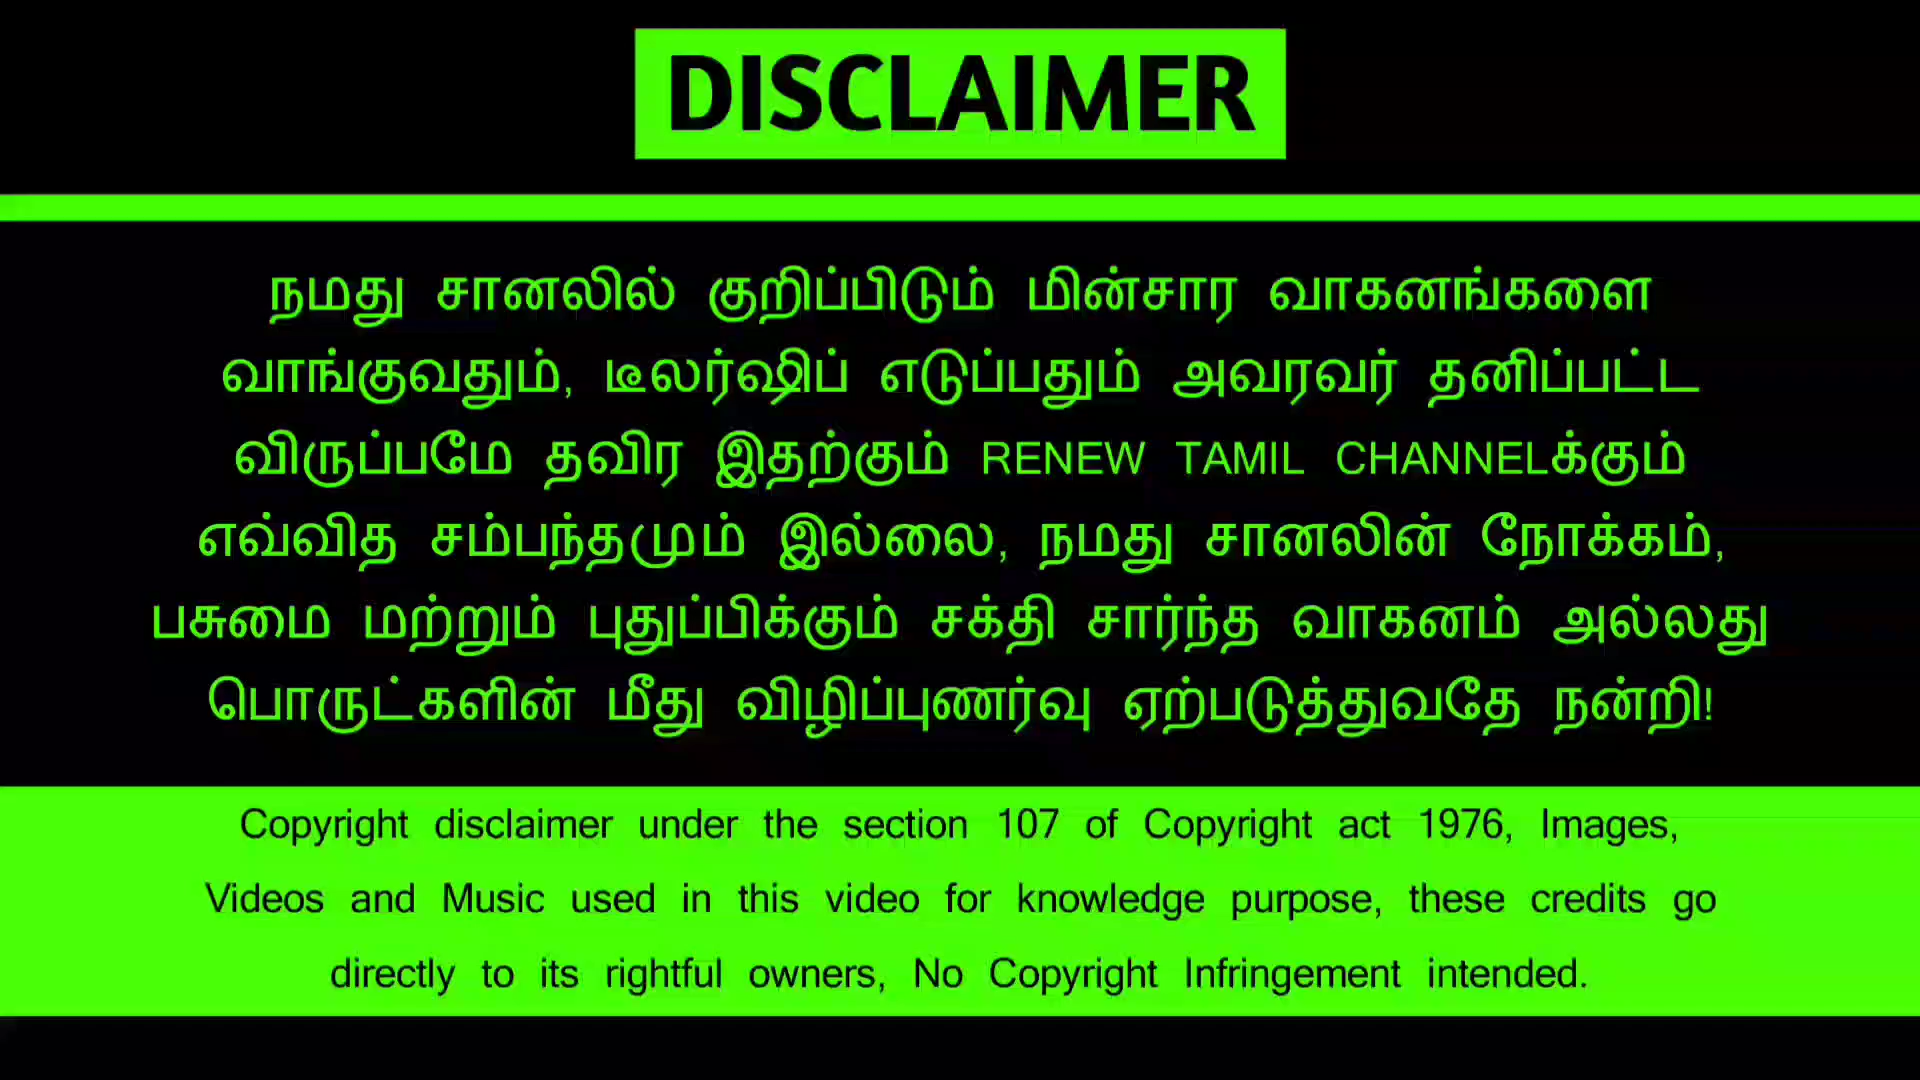 DISCLAIMER
நமது சானலில் குறிப்பிடும் மின்சார வாகனங்களை
வாங்குவதும், டீலர்ஷிப் எடுப்பதும் அவரவர் தனிப்பட்ட
விருப்பமே தவிர இதற்கும் RENEW TAMIL CHANNELக்கும்
எவ்வித சம்பந்தமும் இல்லை, நமது சானலின் நோக்கம்,
பசுமை மற்றும் புதுப்பிக்கும் சக்தி சார்ந்த வாகனம் அல்லது
பொருட்களின் மீது விழிப்புணர்வு ஏற்படுத்துவதே நன்றி!
Copyright disclaimer under the section 107 of Copyright act 1976, Images,
Videos and Music used in this video for knowledge purpose, these credits go
directly to its rightful owners, No Copyright Infringement intended.